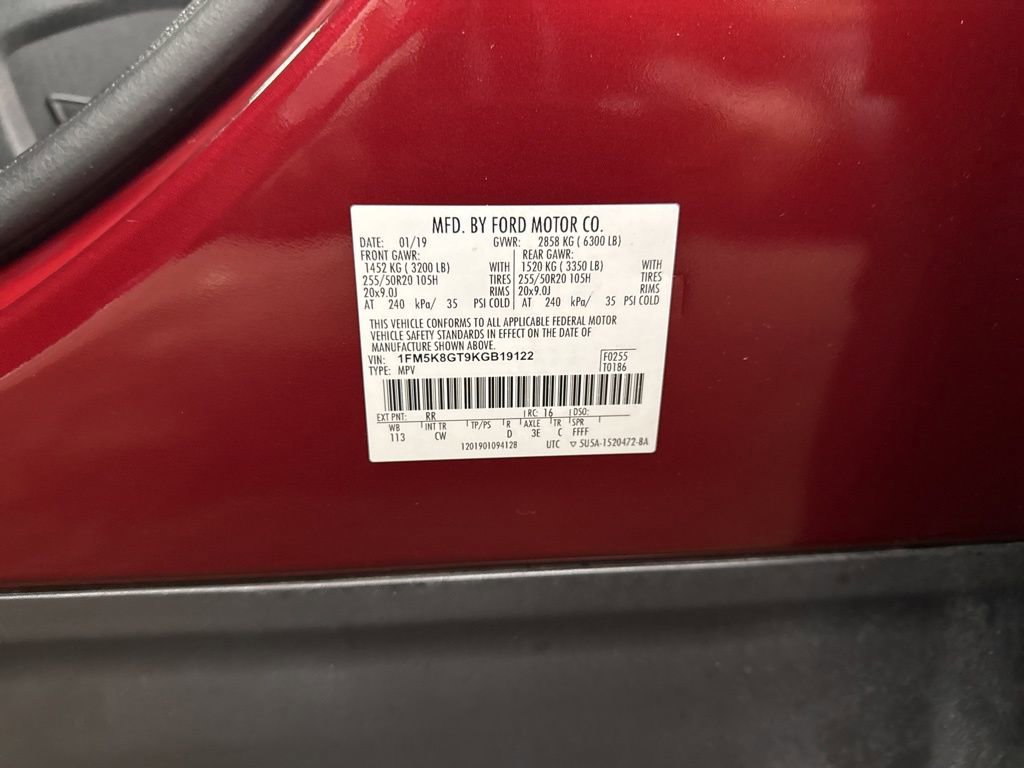 MFD. BY FORD MOTOR CO.
DATE: 01/19 GVWR: 2858 KG ( 6300 LB)
FRONT GAWR: REAR GAWR:
1452 KG ( 3200 LB) WITH 1520 KG ( 3350 LB) WITH
255/50R20 105H TIRES 255/50R20 105H TIRES
20x9.0J RIMS 20x9.0J RIMS
AT 240 kPa/ 35 PSI COLD AT 240 kPa/ 35 PSI COLD
THIS VEHICLE CONFORMS TO ALL APPLICABLE FEDERAL MOTOR
VEHICLE SAFETY STANDARDS IN EFFECT ON THE DATE OF
MANUFACTURE SHOWN ABOVE.
VIN: 1FM5K8GT9KGB19122 F0255
TYPE: MPV T0186
EXT PNT: RR RC: 16 DSO:
WB INT TR TP/PS R AXLE TR SPR
113 CW D 3E C FFFF
1201901094128 UTC ▽ 5U5A-1520472-BA